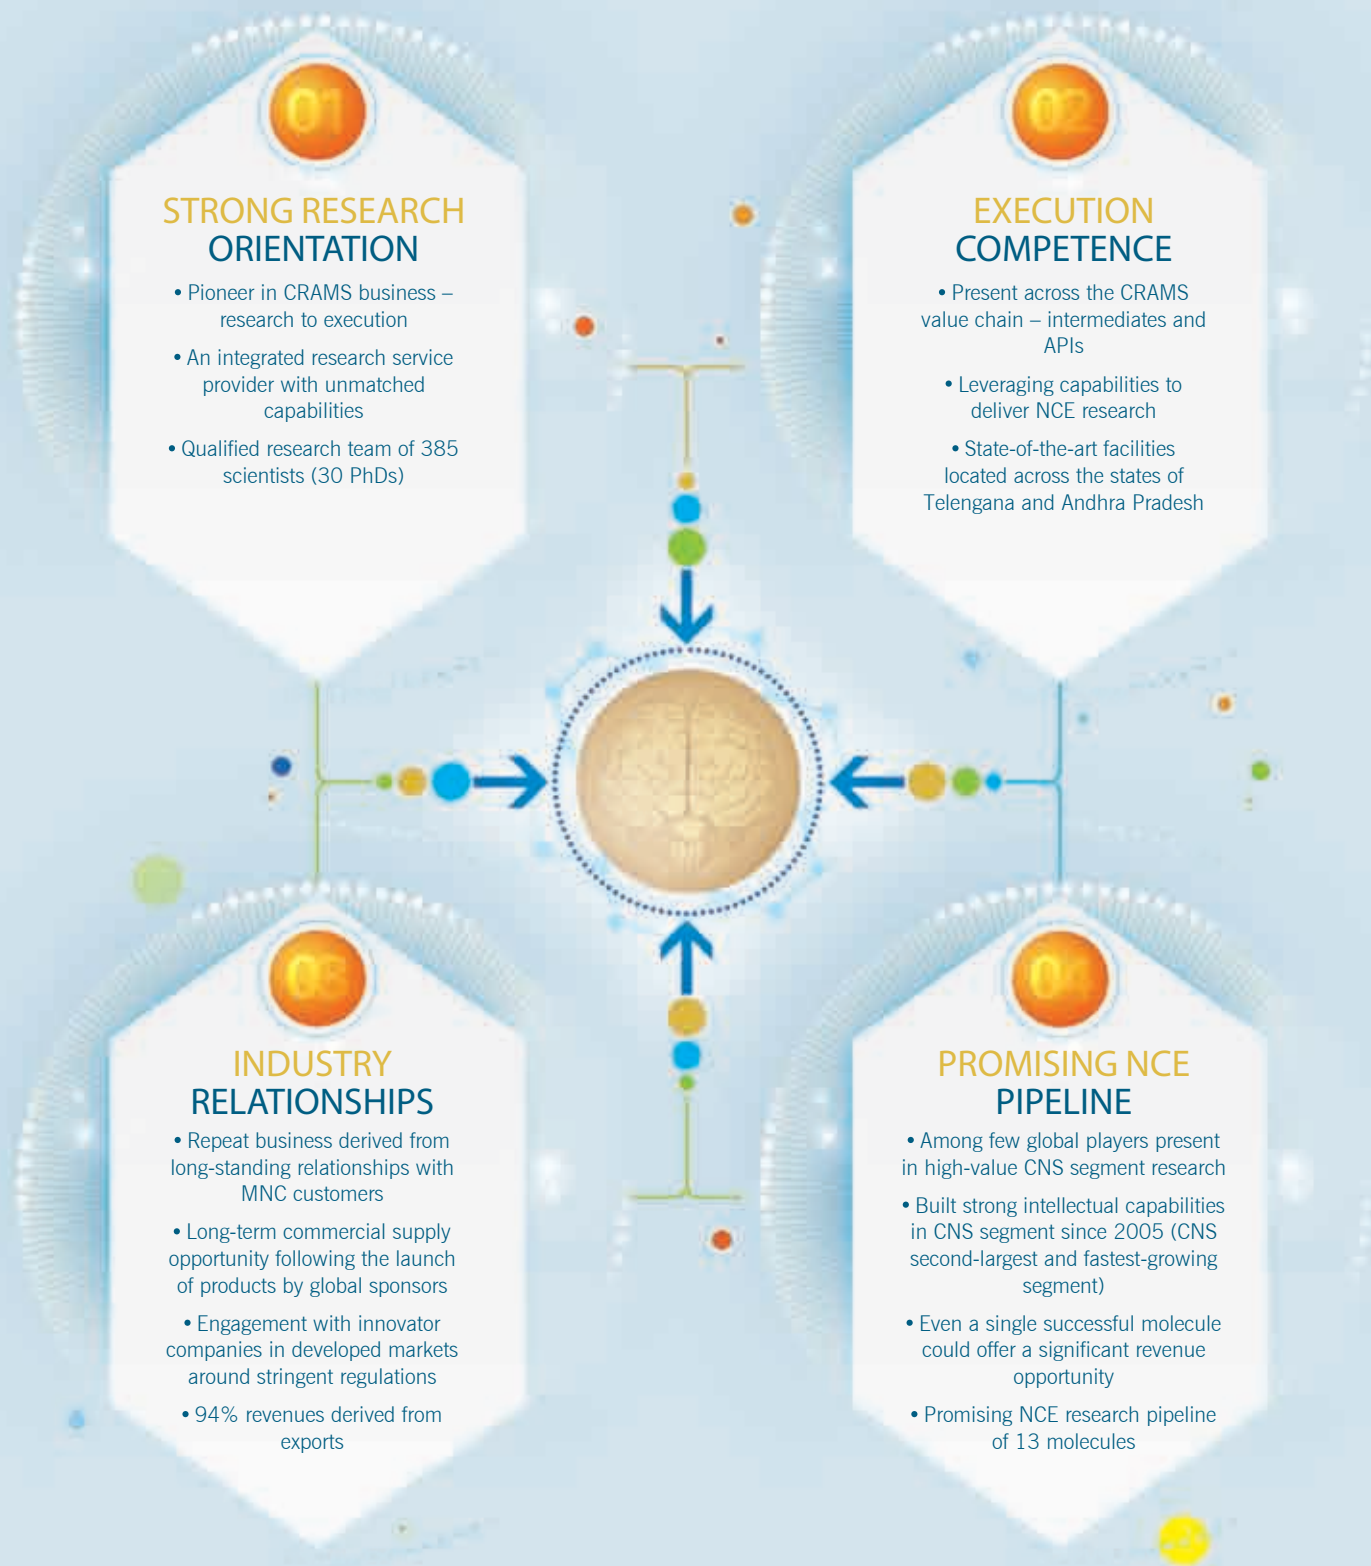 01
STRONG RESEARCH
ORIENTATION
• Pioneer in CRAMS business –
research to execution
• An integrated research service
provider with unmatched
capabilities
• Qualified research team of 385
scientists (30 PhDs)
02
EXECUTION
COMPETENCE
• Present across the CRAMS
value chain – intermediates and
APIs
• Leveraging capabilities to
deliver NCE research
• State-of-the-art facilities
located across the states of
Telengana and Andhra Pradesh
03
INDUSTRY
RELATIONSHIPS
• Repeat business derived from
long-standing relationships with
MNC customers
• Long-term commercial supply
opportunity following the launch
of products by global sponsors
• Engagement with innovator
companies in developed markets
around stringent regulations
• 94% revenues derived from
exports
04
PROMISING NCE
PIPELINE
• Among few global players present
in high-value CNS segment research
• Built strong intellectual capabilities
in CNS segment since 2005 (CNS
second-largest and fastest-growing
segment)
• Even a single successful molecule
could offer a significant revenue
opportunity
• Promising NCE research pipeline
of 13 molecules